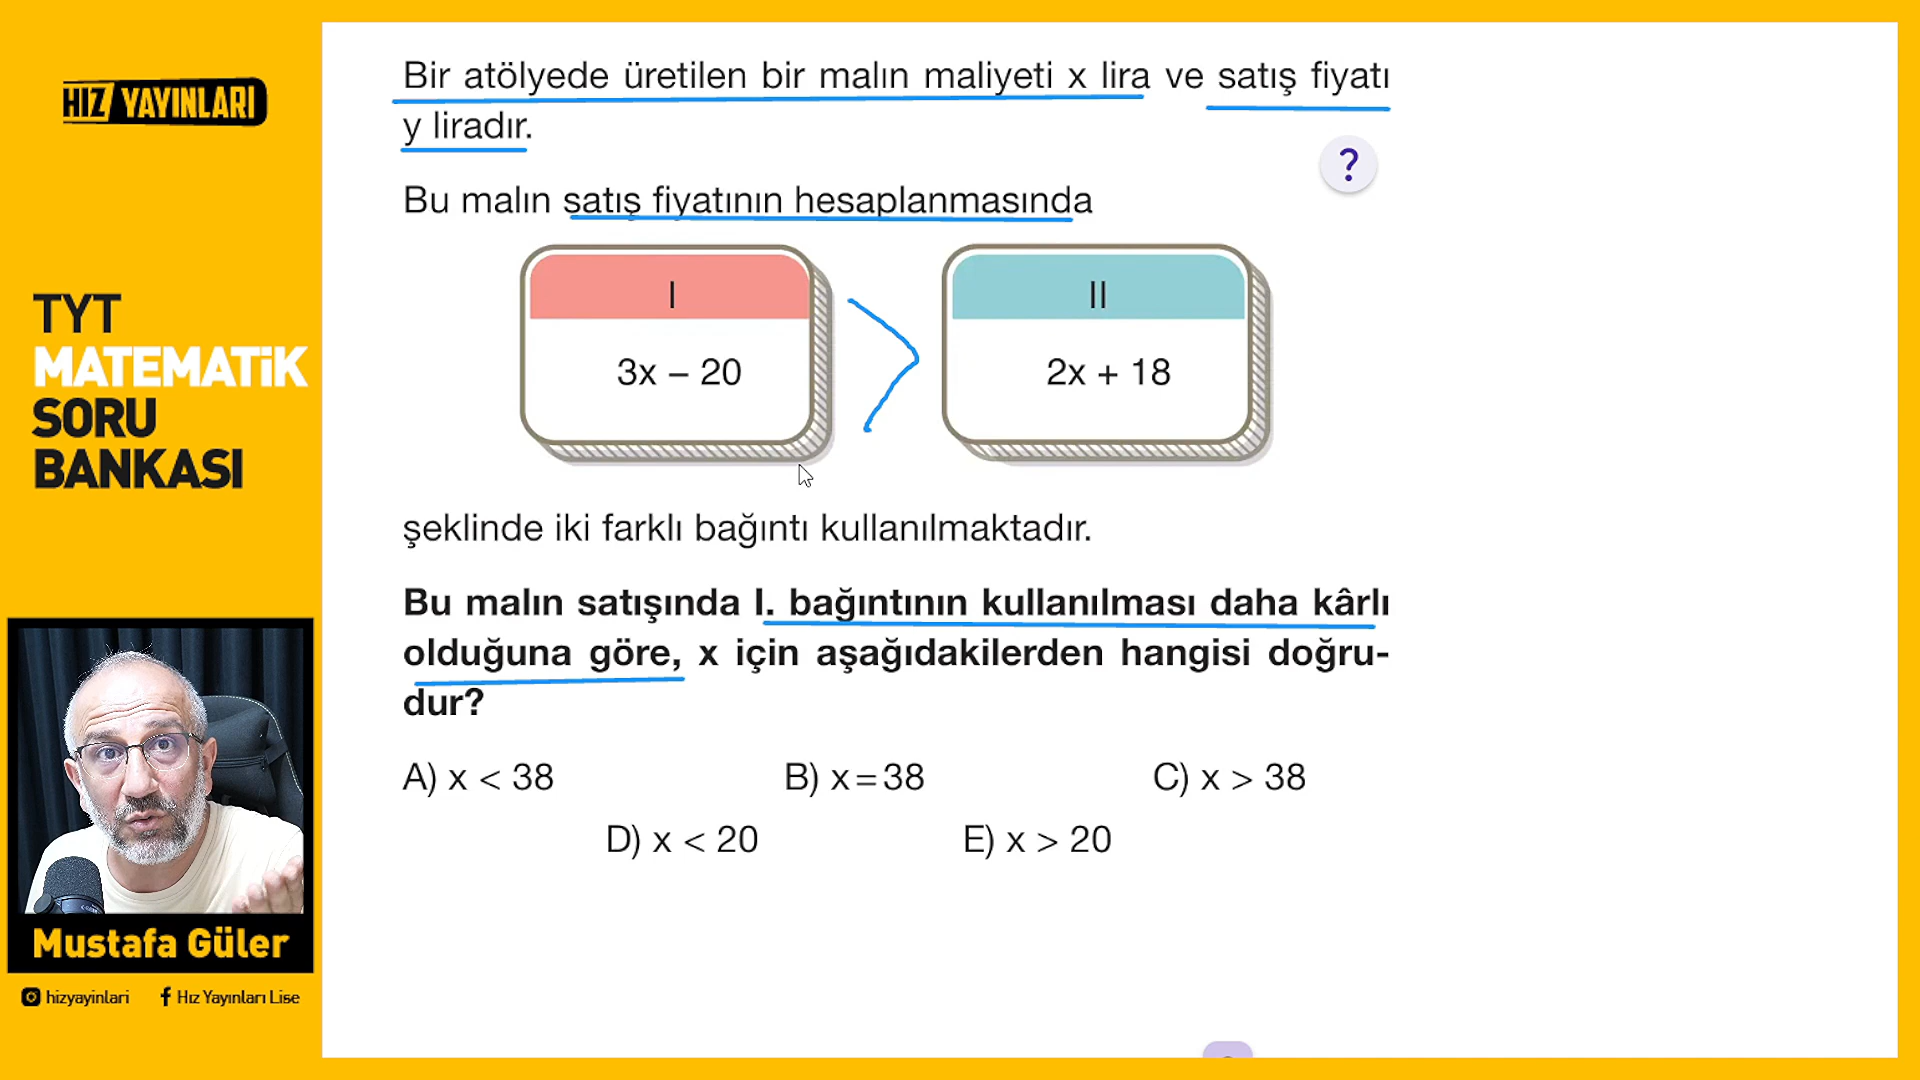 HIZ YAYINLARI
TYT
MATEMATİK
SORU
BANKASI
Mustafa Güler
hizyayinlari
Hız Yayınları Lise
Bir atölyede üretilen bir malın maliyeti x lira ve satış fiyatı
y liradır.
?
Bu malın satış fiyatının hesaplanmasında
I
3x – 20
II
2x + 18
şeklinde iki farklı bağıntı kullanılmaktadır.
Bu malın satışında I. bağıntının kullanılması daha kârlı
olduğuna göre, x için aşağıdakilerden hangisi doğru-
dur?
A) x < 38 B) x = 38 C) x > 38
D) x < 20 E) x > 20